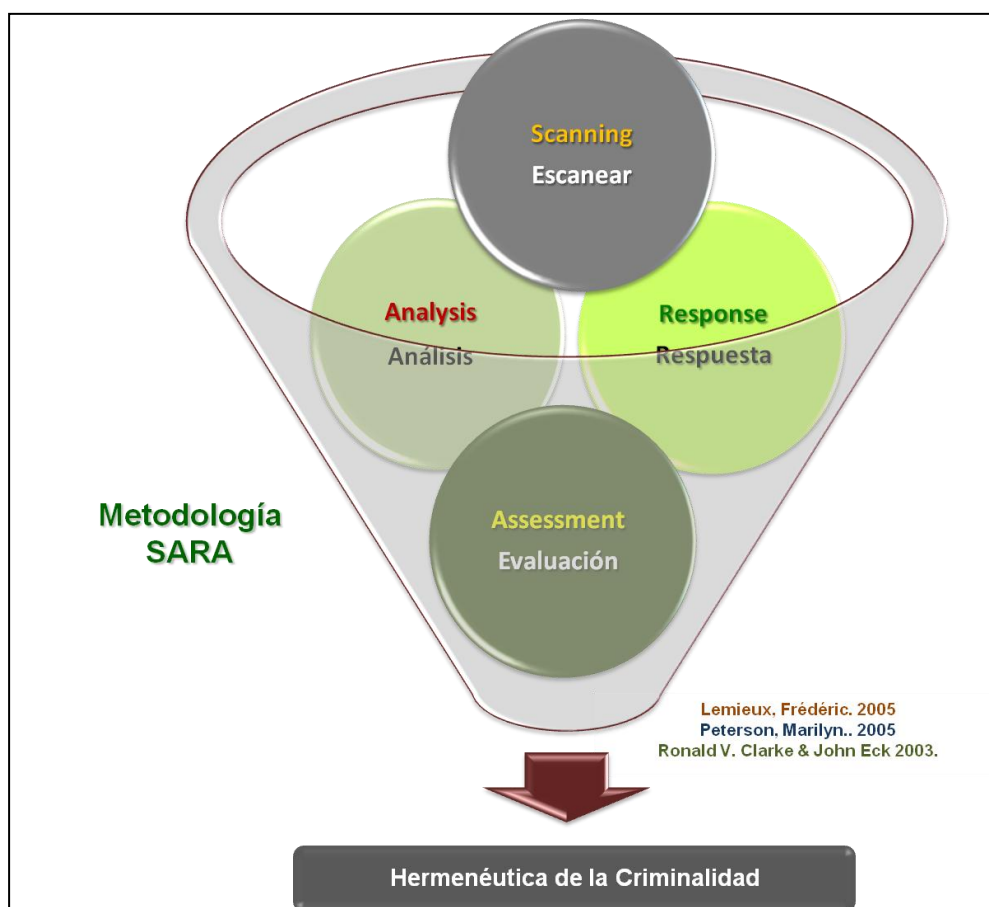 Scanning
Escanear
Analysis
Análisis
Response
Respuesta
Assessment
Evaluación
Metodología
SARA
Lemieux, Frédéric. 2005
Peterson, Marilyn.. 2005
Ronald V. Clarke & John Eck 2003.
Hermenéutica de la Criminalidad